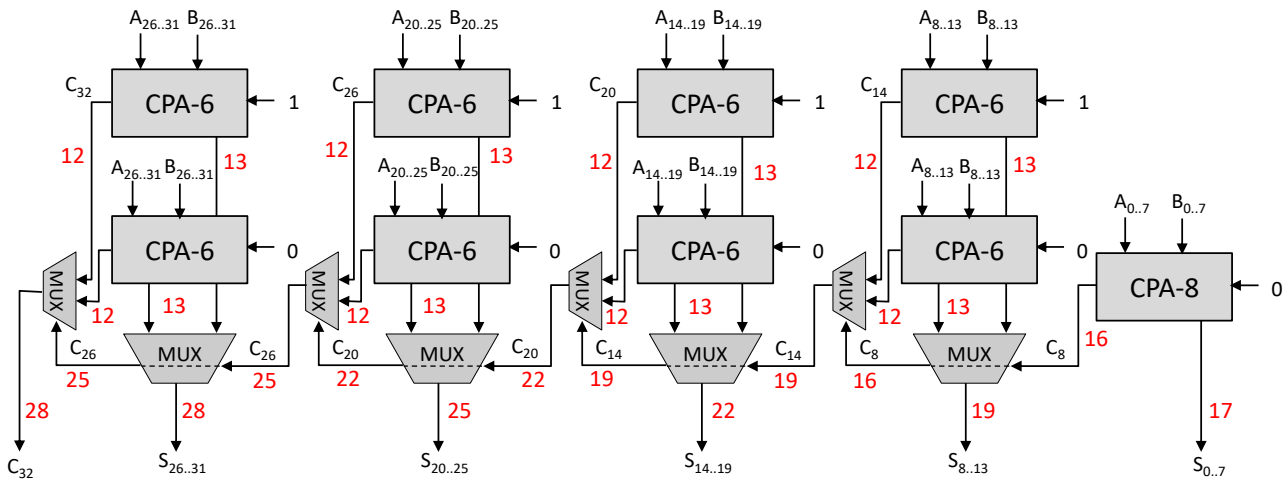 A26..31 B26..31 A20..25 B20..25 A14..19 B14..19 A8..13 B8..13
C32 CPA-6 1 C26 CPA-6 1 C20 CPA-6 1 C14 CPA-6 1
12 13 12 13 12 13 12 13
A26..31 B26..31 A20..25 B20..25 A14..19 B14..19 A8..13 B8..13
A0..7 B0..7
CPA-6 0 CPA-6 0 CPA-6 0 CPA-6 0
MUX MUX MUX MUX CPA-8 0
12 13 12 13 12 13 12 13
16
C26 MUX C26 C20 MUX C20 C14 MUX C14 C8 MUX C8
25 25 22 22 19 19 16
28 28 25 22 19 17
C32 S26..31 S20..25 S14..19 S8..13 S0..7